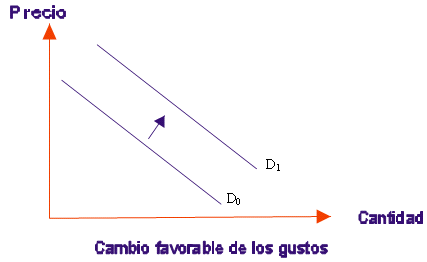 Precio
D₁
D₀
Cantidad
Cambio favorable de los gustos